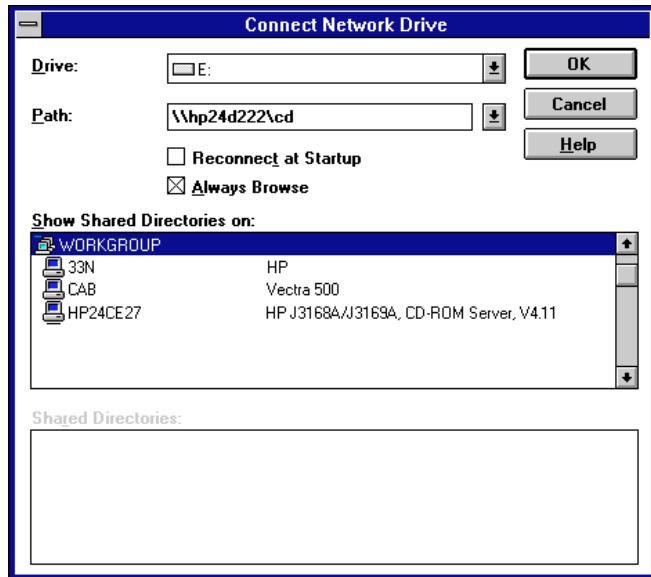 Connect Network Drive
Drive:
E:
OK
Path:
\\hp24d222\cd
Cancel
Help
Reconnect at Startup
Always Browse
Show Shared Directories on:
WORKGROUP
33N HP
CAB Vectra 500
HP24CE27 HP J3168A/J3169A, CD-ROM Server, V4.11
Shared Directories: